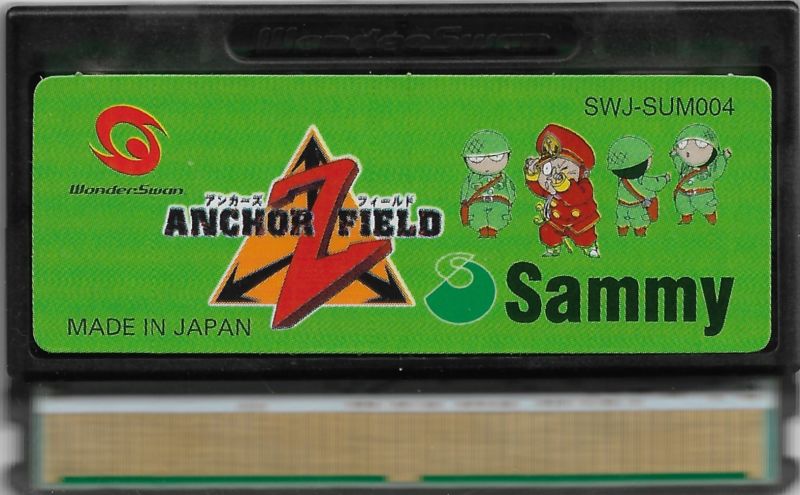 WonderSwan
SWJ-SUM004
WonderSwan
アンカーズ フィールド
ANCHOR Z FIELD
Sammy
MADE IN JAPAN